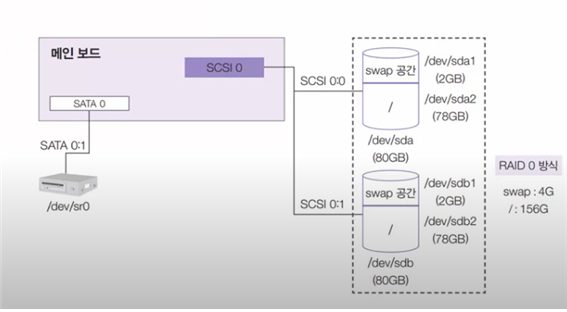 메인 보드
SCSI 0
SATA 0
SATA 0:1
/dev/sr0
SCSI 0:0
swap 공간
/
/dev/sda1
(2GB)
/dev/sda2
(78GB)
/dev/sda
(80GB)
SCSI 0:1
swap 공간
/
/dev/sdb1
(2GB)
/dev/sdb2
(78GB)
/dev/sdb
(80GB)
RAID 0 방식
swap : 4G
/ : 156G